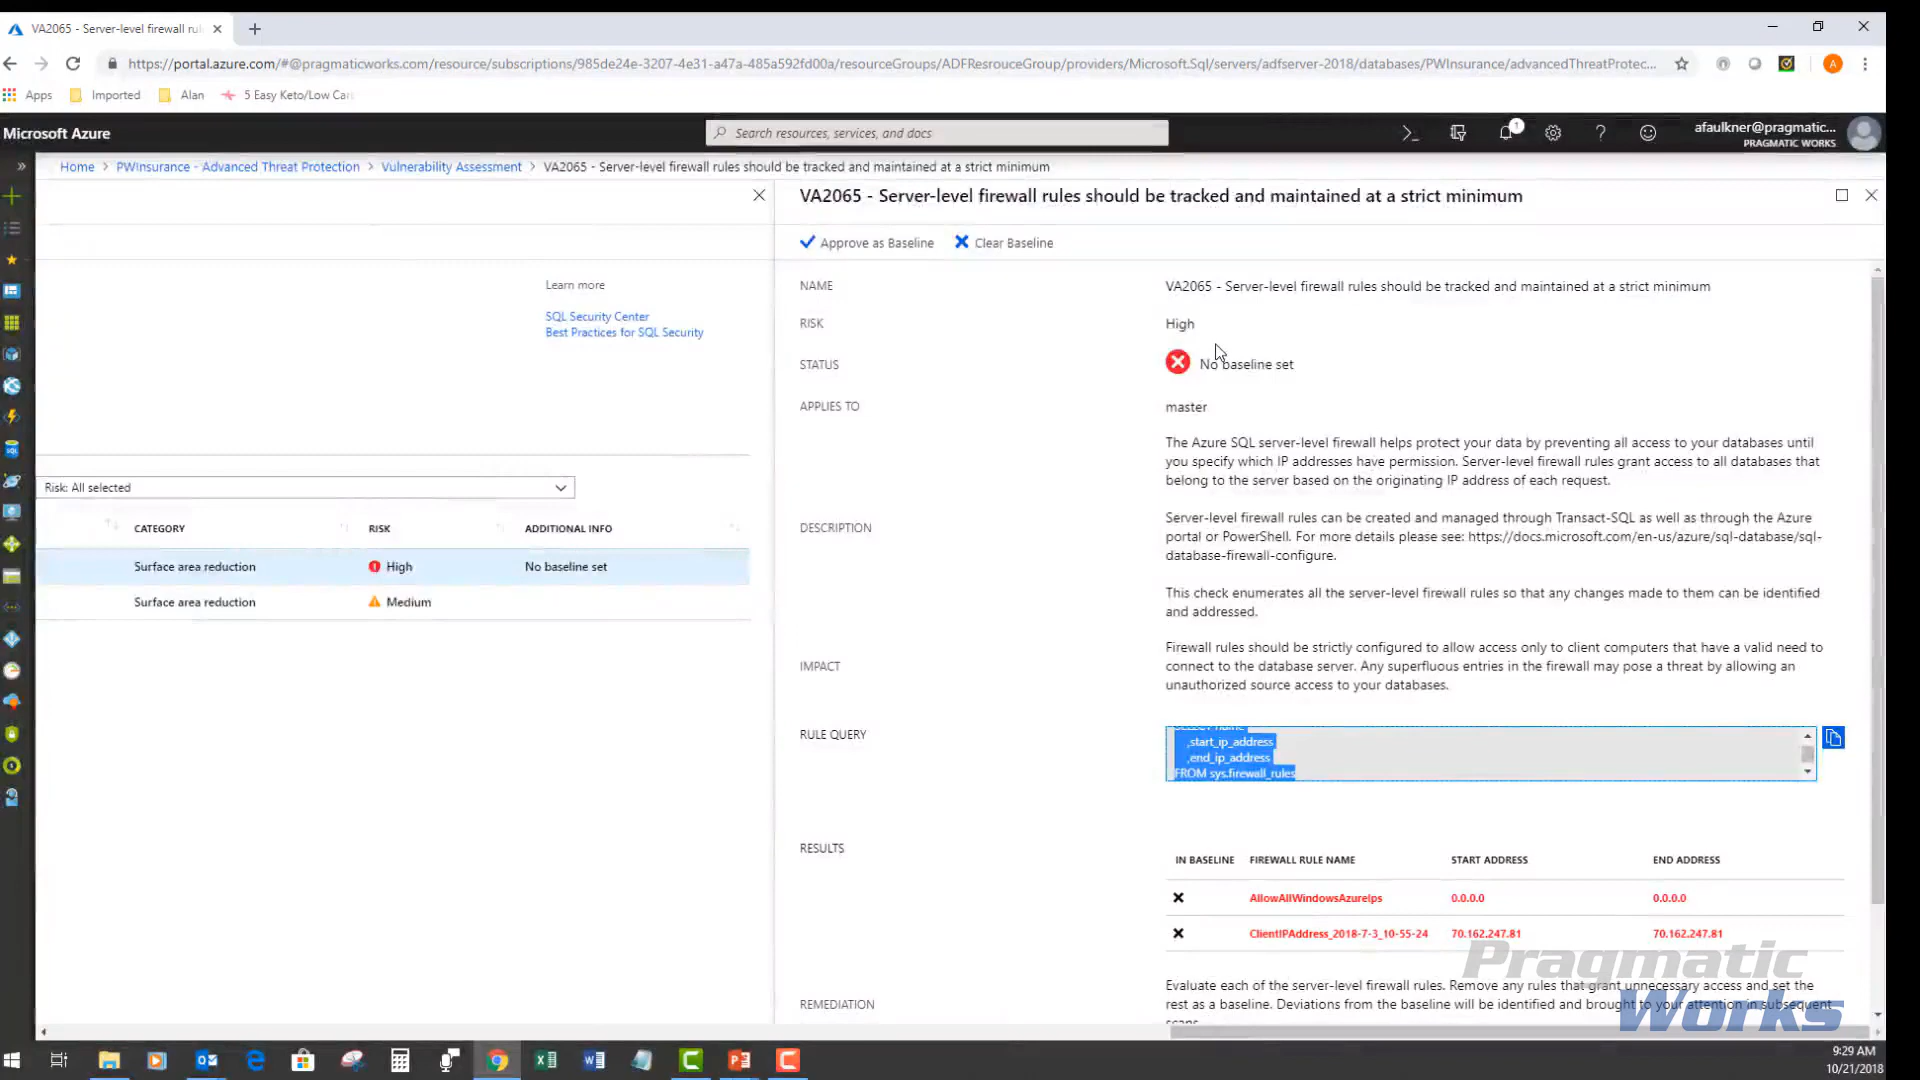 VA2065 - Server-level firewall rul
https://portal.azure.com/#@pragmaticworks.com/resource/subscriptions/985de24e-3207-4e31-a47a-485a592fd00a/resourceGroups/ADFResrouceGroup/providers/Microsoft.Sql/servers/adfserver-2018/databases/PWInsurance/advancedThreatProtec...
A
Apps Imported Alan 5 Easy Keto/Low Car
Microsoft Azure
Search resources, services, and docs
1
afaulkner@pragmatic...
PRAGMATIC WORKS
Home > PWInsurance - Advanced Threat Protection > Vulnerability Assessment > VA2065 - Server-level firewall rules should be tracked and maintained at a strict minimum
VA2065 - Server-level firewall rules should be tracked and maintained at a strict minimum
Approve as Baseline Clear Baseline
Learn more
SQL Security Center
Best Practices for SQL Security
Risk: All selected
CATEGORY RISK ADDITIONAL INFO
Surface area reduction High No baseline set
Surface area reduction Medium
NAME VA2065 - Server-level firewall rules should be tracked and maintained at a strict minimum
RISK High
STATUS No baseline set
APPLIES TO master
DESCRIPTION
The Azure SQL server-level firewall helps protect your data by preventing all access to your databases until
you specify which IP addresses have permission. Server-level firewall rules grant access to all databases that
belong to the server based on the originating IP address of each request.
Server-level firewall rules can be created and managed through Transact-SQL as well as through the Azure
portal or PowerShell. For more details please see: https://docs.microsoft.com/en-us/azure/sql-database/sql-
database-firewall-configure.
This check enumerates all the server-level firewall rules so that any changes made to them can be identified
and addressed.
IMPACT
Firewall rules should be strictly configured to allow access only to client computers that have a valid need to
connect to the database server. Any superfluous entries in the firewall may pose a threat by allowing an
unauthorized source access to your databases.
RULE QUERY
SELECT name
,start_ip_address
,end_ip_address
FROM sys.firewall_rules
RESULTS
IN BASELINE FIREWALL RULE NAME START ADDRESS END ADDRESS
AllowAllWindowsAzureIps 0.0.0.0 0.0.0.0
ClientIPAddress_2018-7-3_10-55-24 70.162.247.81 70.162.247.81
REMEDIATION
Evaluate each of the server-level firewall rules. Remove any rules that grant unnecessary access and set the
rest as a baseline. Deviations from the baseline will be identified and brought to your attention in subsequent
scans.
Pragmatic
Works
9:29 AM
10/21/2018